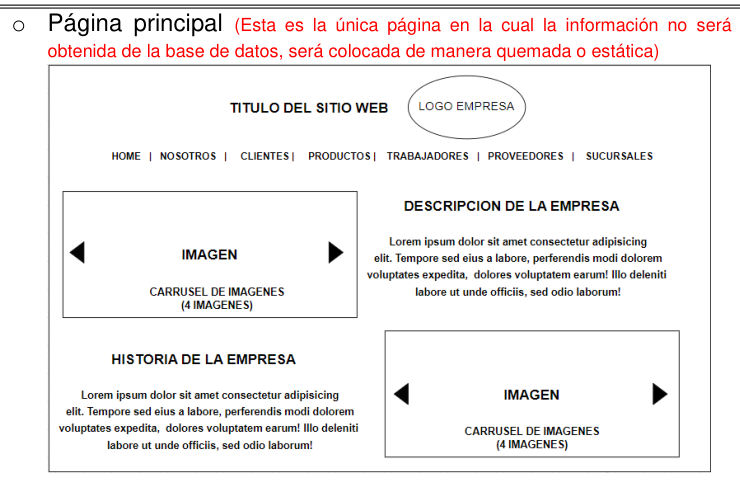 o Página principal (Esta es la única página en la cual la información no será
obtenida de la base de datos, será colocada de manera quemada o estática)
TITULO DEL SITIO WEB
LOGO EMPRESA
HOME | NOSOTROS | CLIENTES | PRODUCTOS | TRABAJADORES | PROVEEDORES | SUCURSALES
IMAGEN
CARRUSEL DE IMAGENES
(4 IMAGENES)
DESCRIPCION DE LA EMPRESA
Lorem ipsum dolor sit amet consectetur adipisicing
elit. Tempore sed eius a labore, perferendis modi dolorem
voluptates expedita, dolores voluptatem earum! Illo deleniti
labore ut unde officiis, sed odio laborum!
HISTORIA DE LA EMPRESA
Lorem ipsum dolor sit amet consectetur adipisicing
elit. Tempore sed eius a labore, perferendis modi dolorem
voluptates expedita, dolores voluptatem earum! Illo deleniti
labore ut unde officiis, sed odio laborum!
IMAGEN
CARRUSEL DE IMAGENES
(4 IMAGENES)